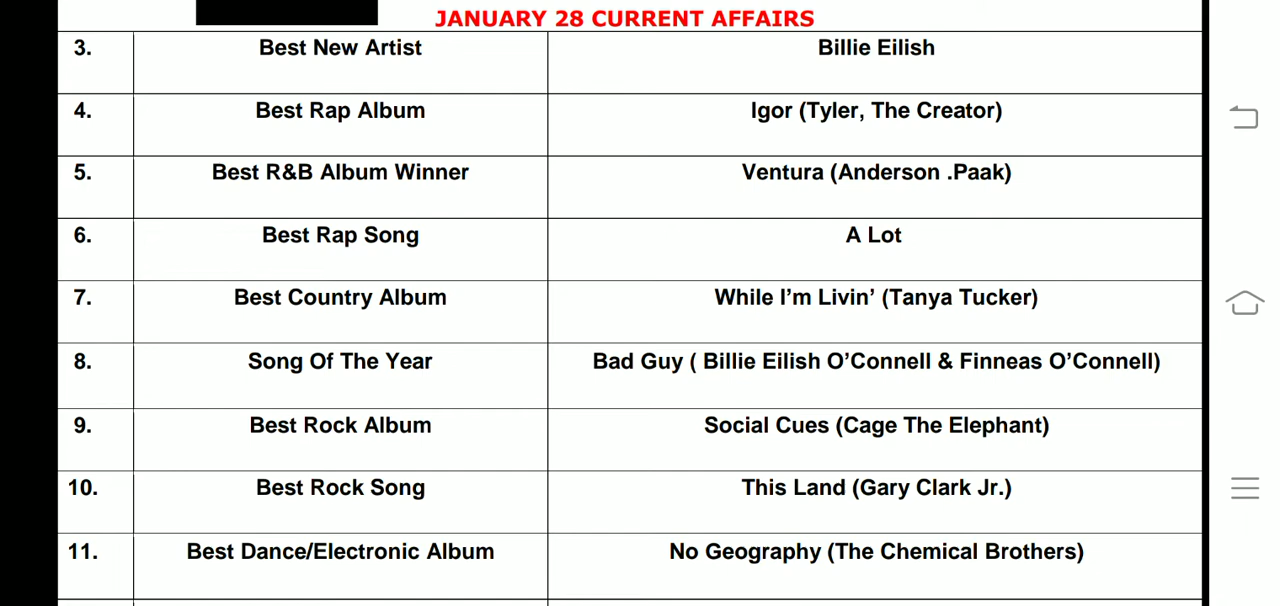 JANUARY 28 CURRENT AFFAIRS
3. Best New Artist Billie Eilish
4. Best Rap Album Igor (Tyler, The Creator)
5. Best R&B Album Winner Ventura (Anderson .Paak)
6. Best Rap Song A Lot
7. Best Country Album While I’m Livin’ (Tanya Tucker)
8. Song Of The Year Bad Guy ( Billie Eilish O’Connell & Finneas O’Connell)
9. Best Rock Album Social Cues (Cage The Elephant)
10. Best Rock Song This Land (Gary Clark Jr.)
11. Best Dance/Electronic Album No Geography (The Chemical Brothers)